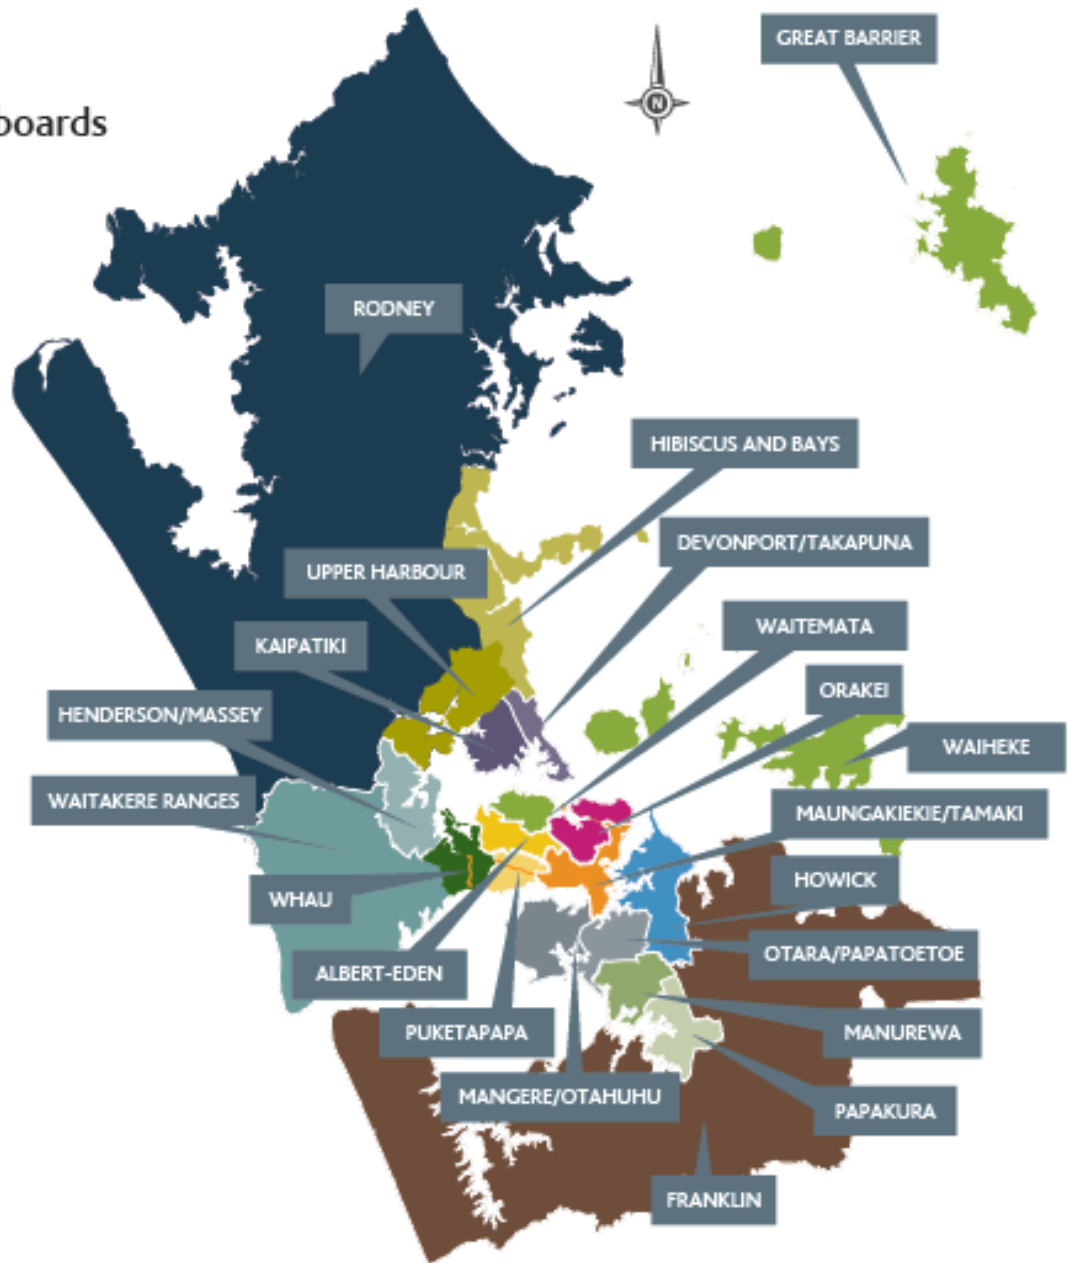 GREAT BARRIER
boards
N
RODNEY
HIBISCUS AND BAYS
DEVONPORT/TAKAPUNA
UPPER HARBOUR
WAITEMATA
KAIPATIKI
ORAKEI
HENDERSON/MASSEY
WAIHEKE
WAITAKERE RANGES
MAUNGAKIEKIE/TAMAKI
HOWICK
WHAU
OTARA/PAPATOETOE
ALBERT-EDEN
PUKETAPAPA
MANUREWA
MANGERE/OTAHUHU
PAPAKURA
FRANKLIN